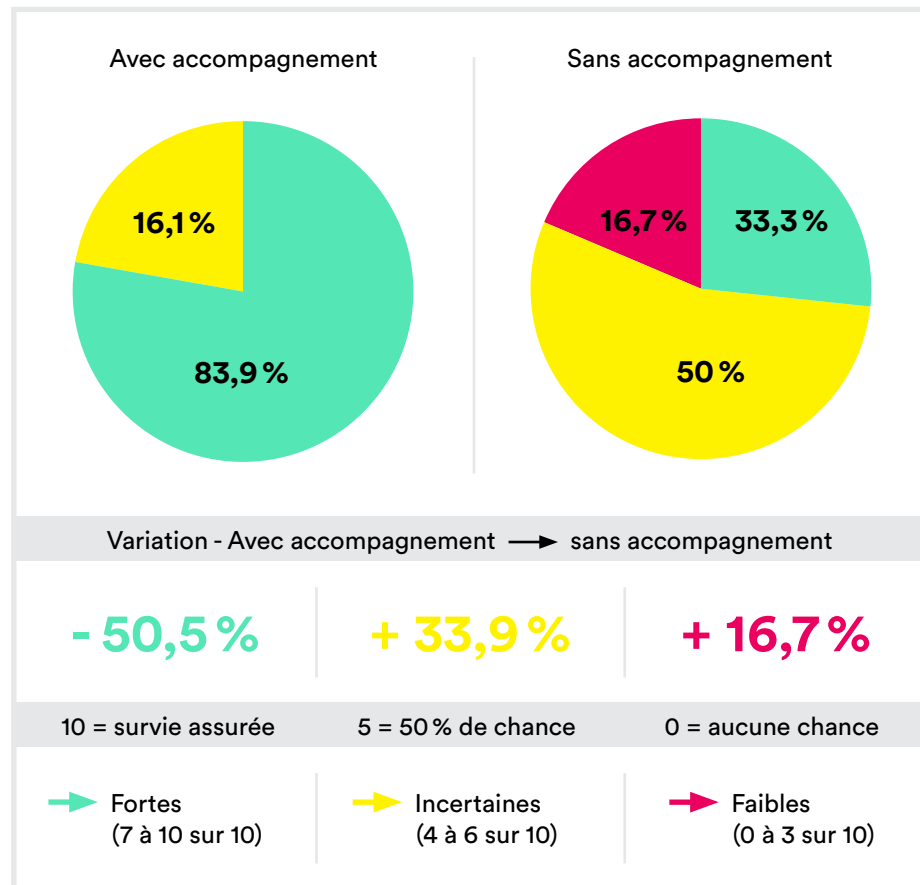 Avec accompagnement
Sans accompagnement
16,1 %
83,9 %
16,7 %
33,3 %
50 %
Variation - Avec accompagnement → sans accompagnement
- 50,5 %
+ 33,9 %
+ 16,7 %
10 = survie assurée
5 = 50 % de chance
0 = aucune chance
→ Fortes
(7 à 10 sur 10)
→ Incertaines
(4 à 6 sur 10)
→ Faibles
(0 à 3 sur 10)